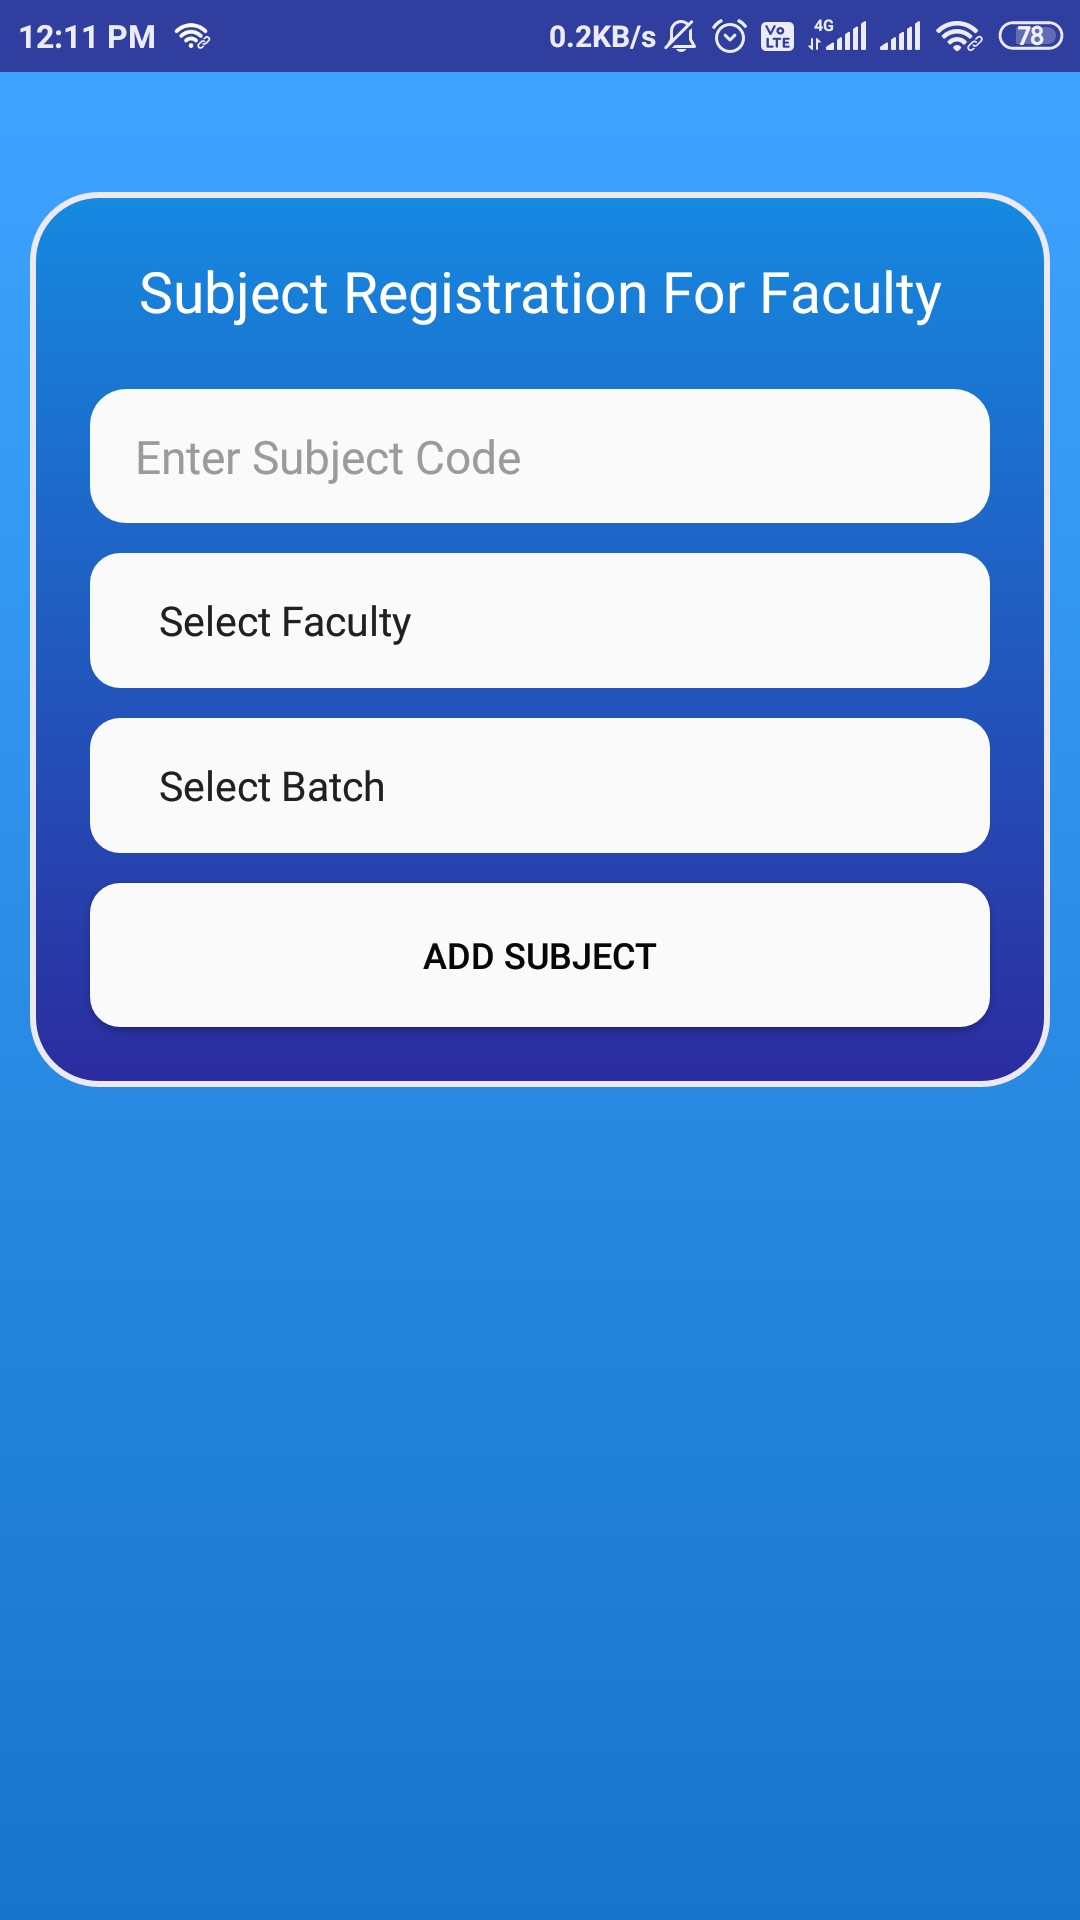 12:11 PM 0.2KB/s Vo LTE 4G 78
Subject Registration For Faculty
Enter Subject Code
Select Faculty
Select Batch
ADD SUBJECT